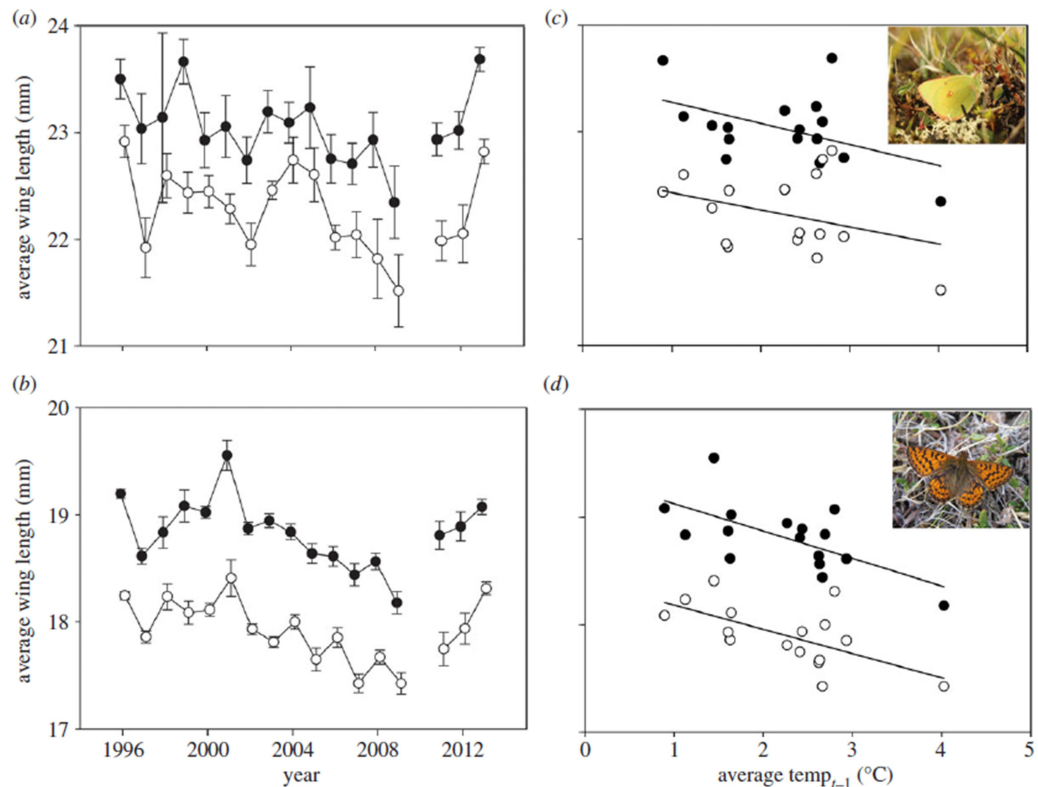 (a)
24
23
22
21
average wing length (mm)
(c)
(b)
20
19
18
17
average wing length (mm)
1996 2000 2004 2008 2012
year
(d)
0 1 2 3 4 5
average temp t–1 (°C)